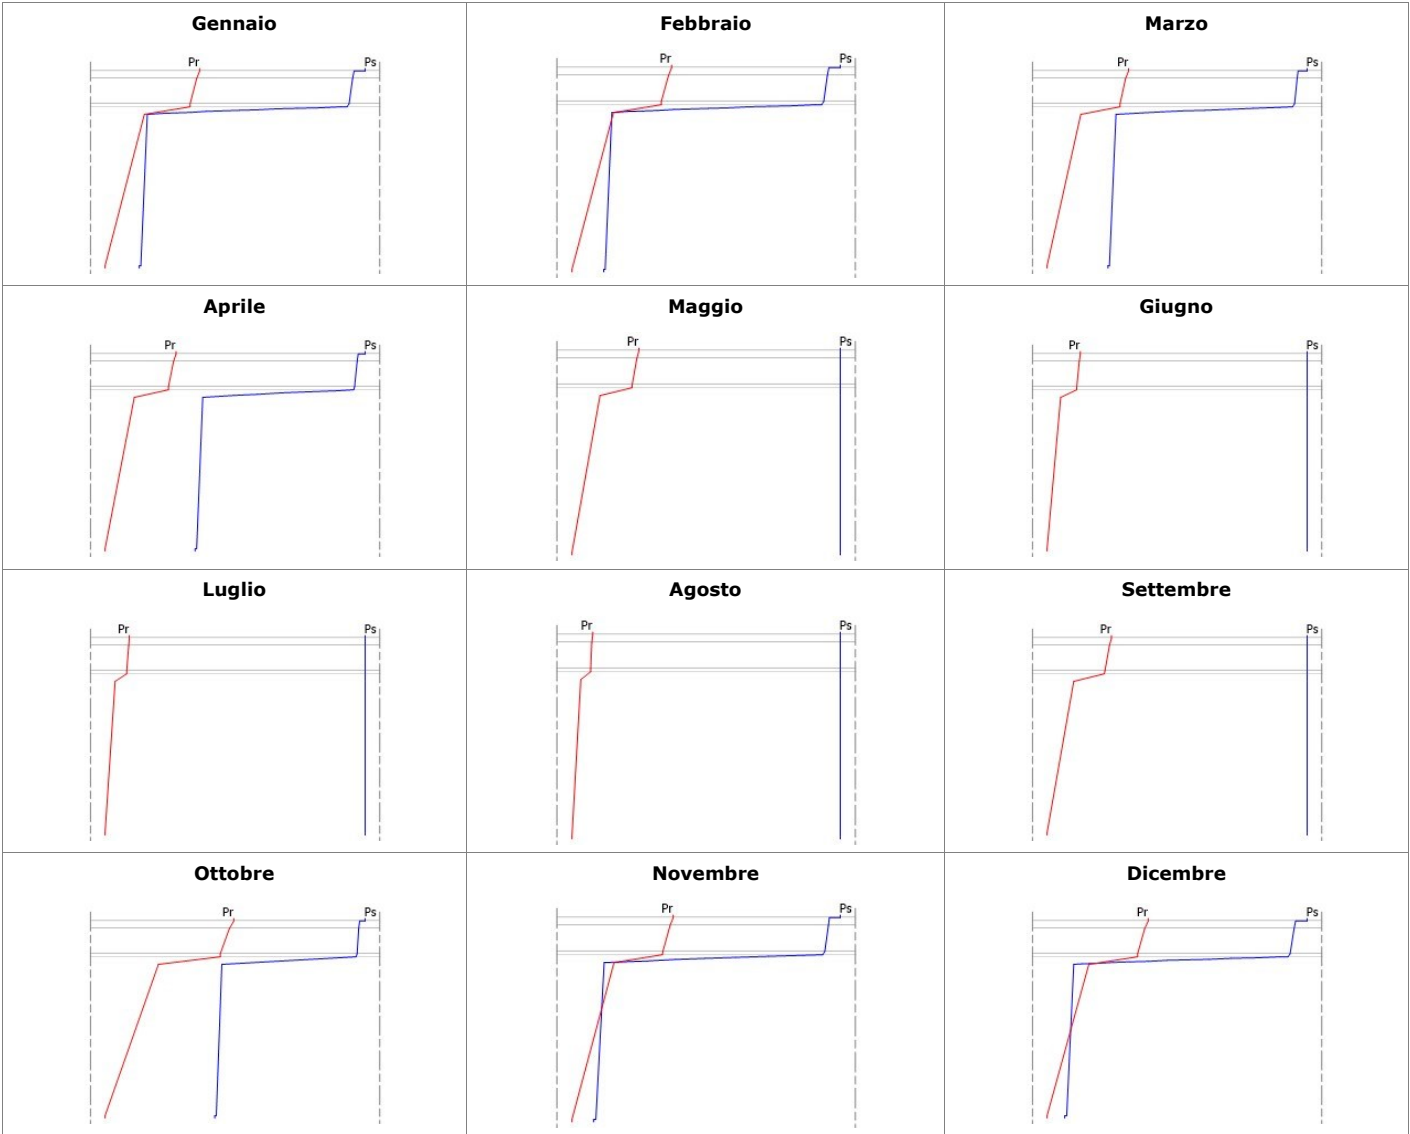 Gennaio
Febbraio
Marzo
Pr Ps
Pr Ps
Pr Ps
Aprile
Maggio
Giugno
Pr Ps
Pr Ps
Pr Ps
Luglio
Agosto
Settembre
Pr Ps
Pr Ps
Pr Ps
Ottobre
Novembre
Dicembre
Pr Ps
Pr Ps
Pr Ps